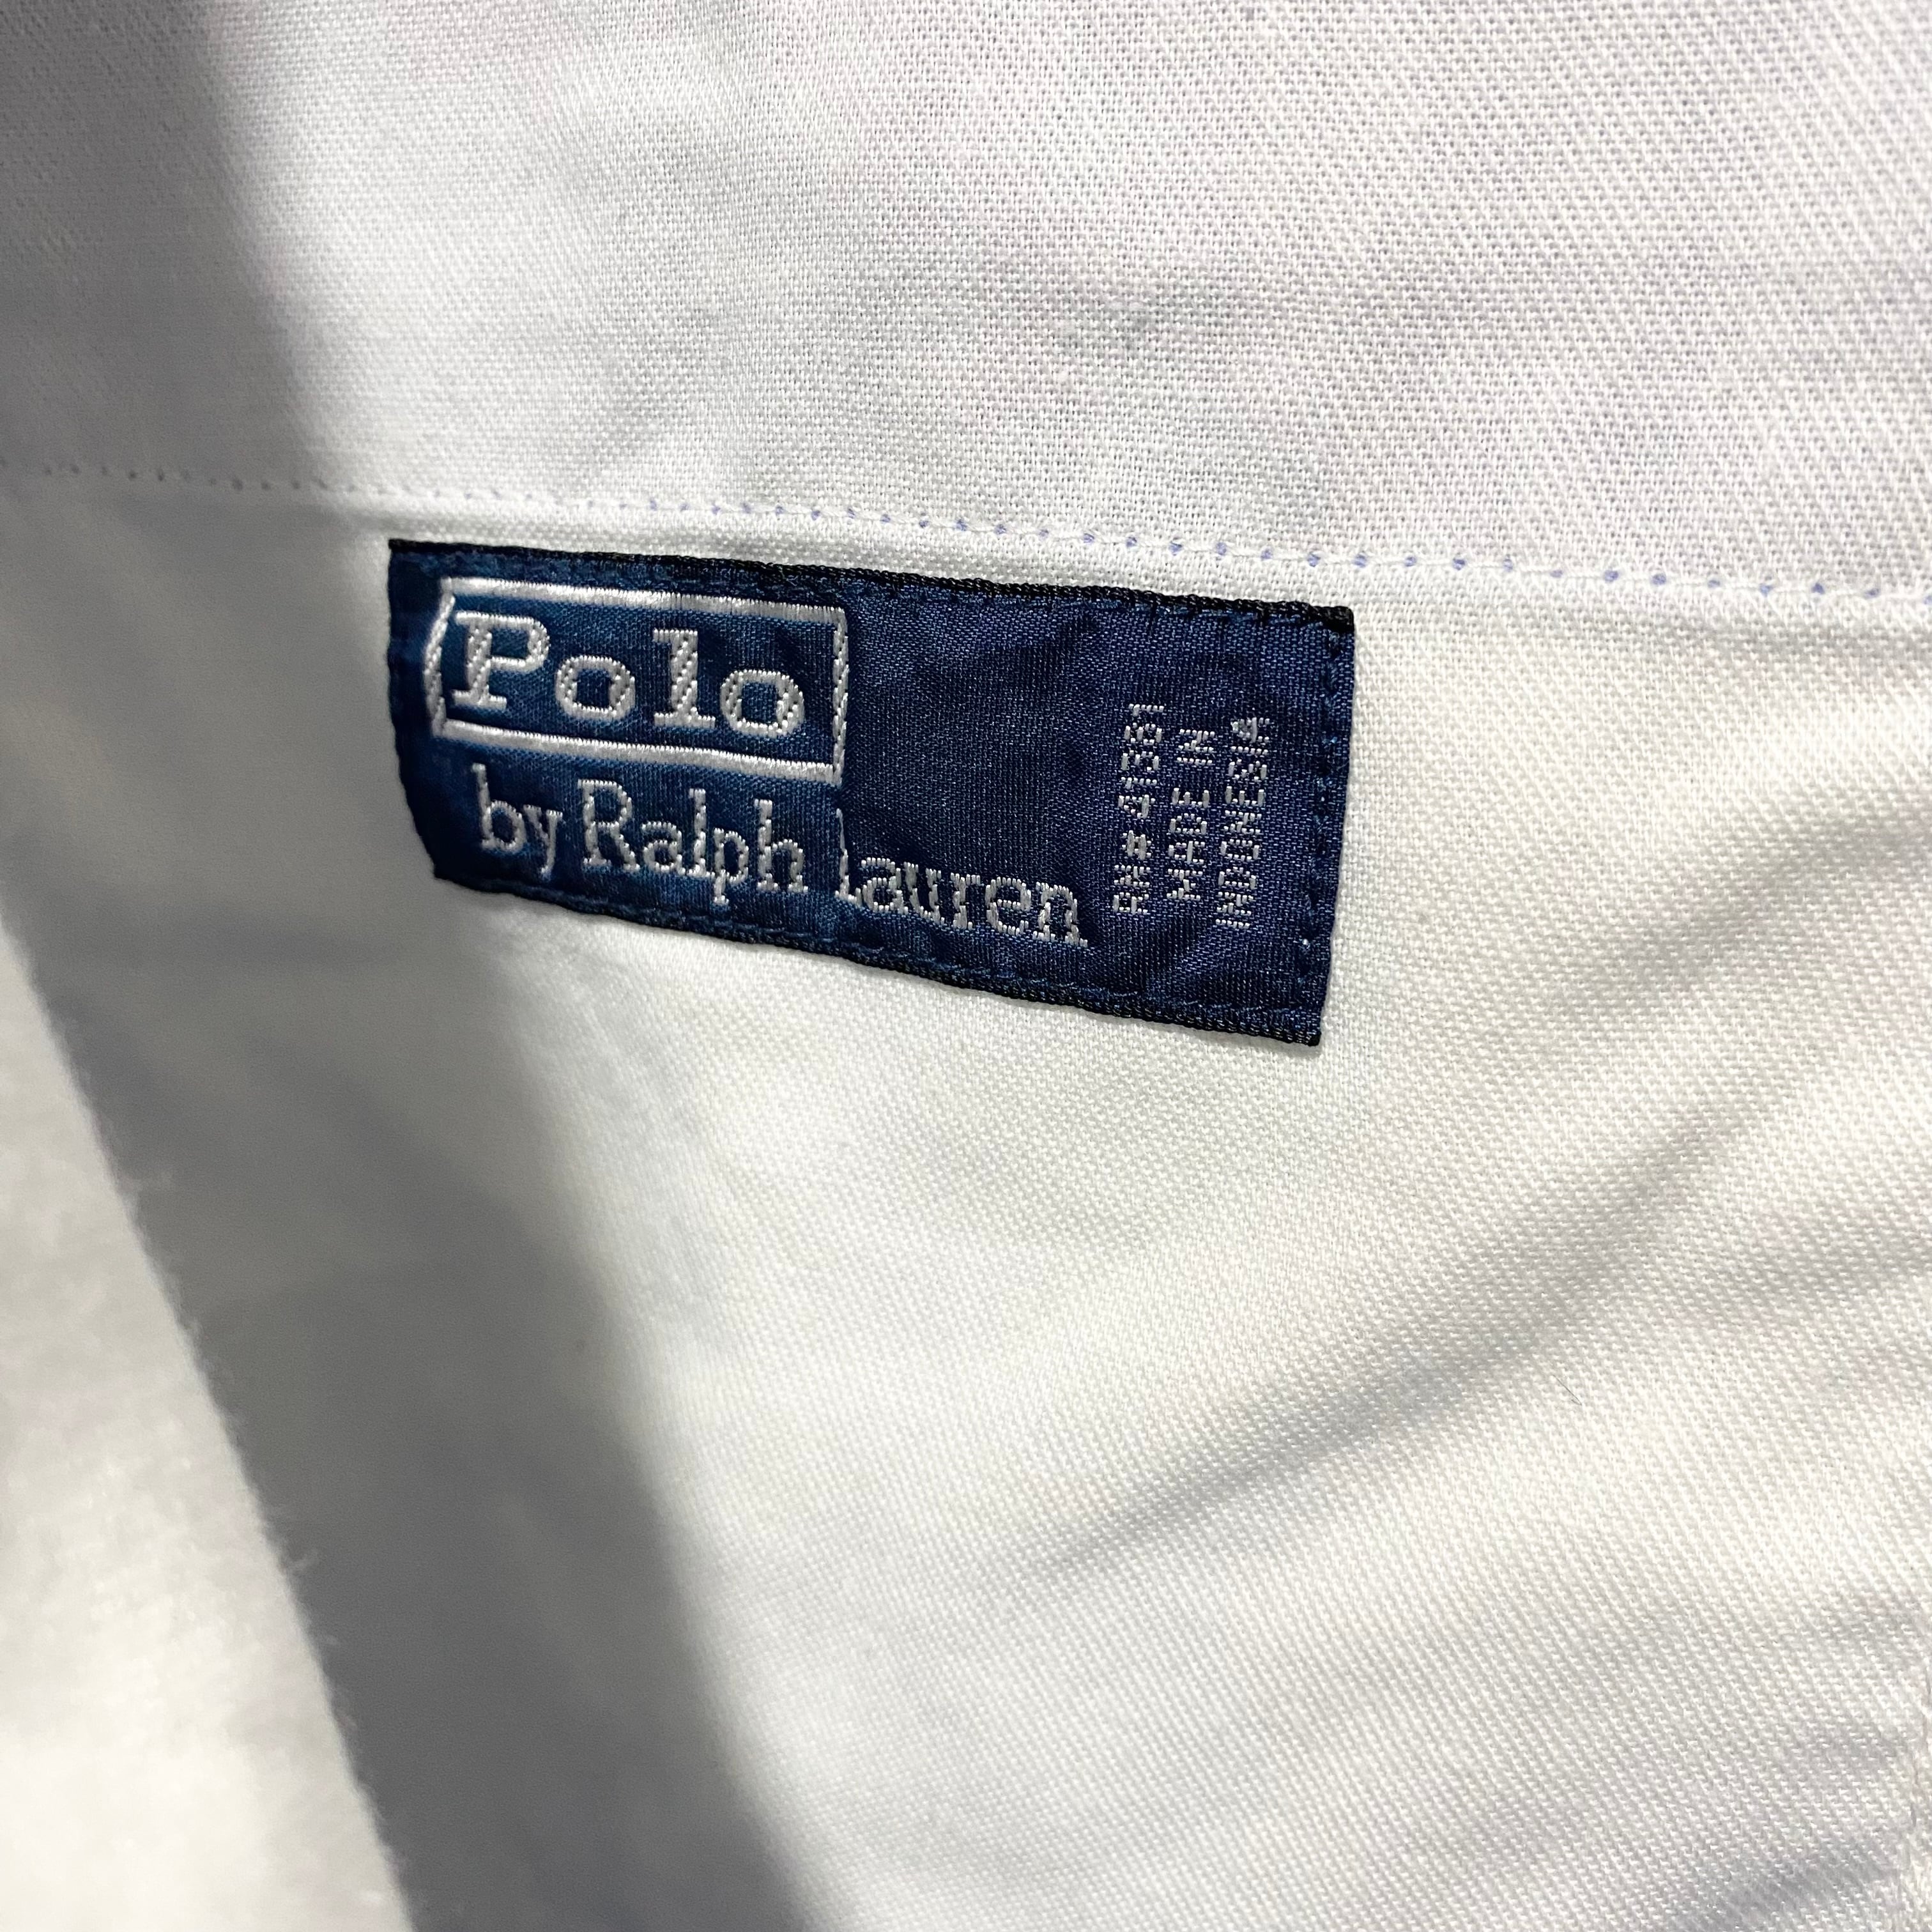 Polo
by Ralph Lauren
RN# 41381
MADE IN
INDONESIA